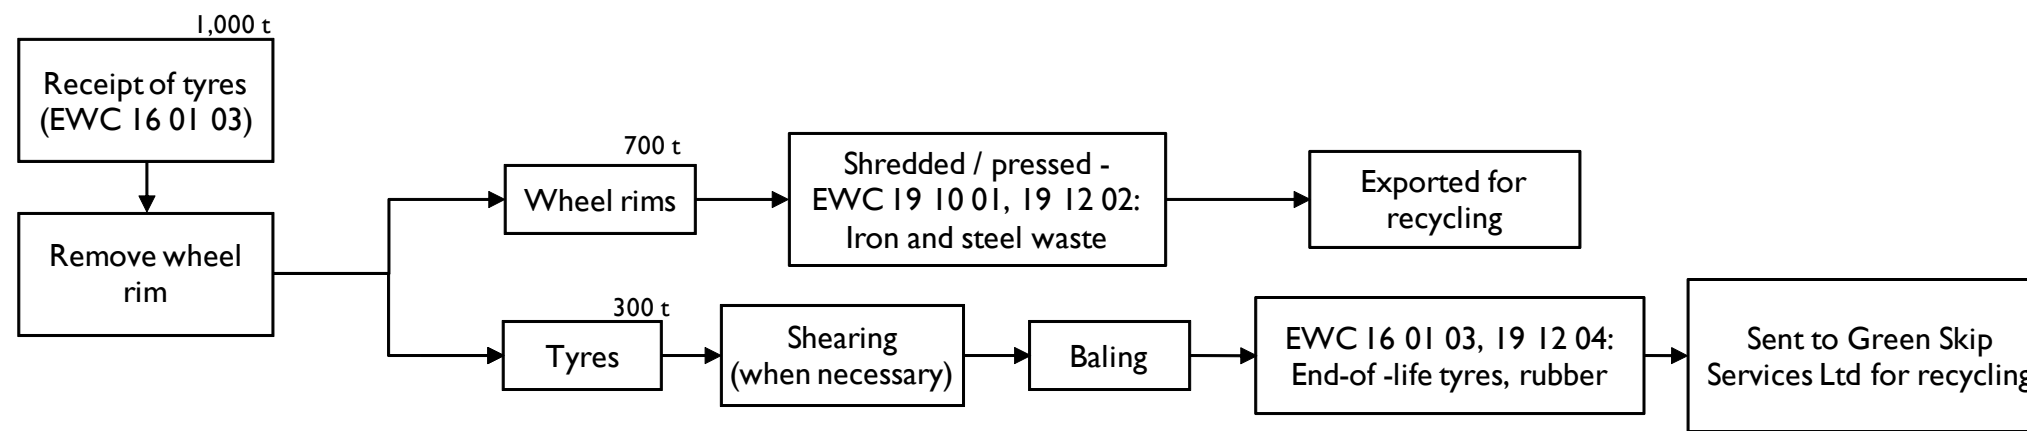 1,000 t
Receipt of tyres
(EWC 16 01 03)
Remove wheel
rim
700 t
Wheel rims
Shredded / pressed -
EWC 19 10 01, 19 12 02:
Iron and steel waste
Exported for
recycling
300 t
Tyres
Shearing
(when necessary)
Baling
EWC 16 01 03, 19 12 04:
End-of -life tyres, rubber
Sent to Green Skip
Services Ltd for recycling